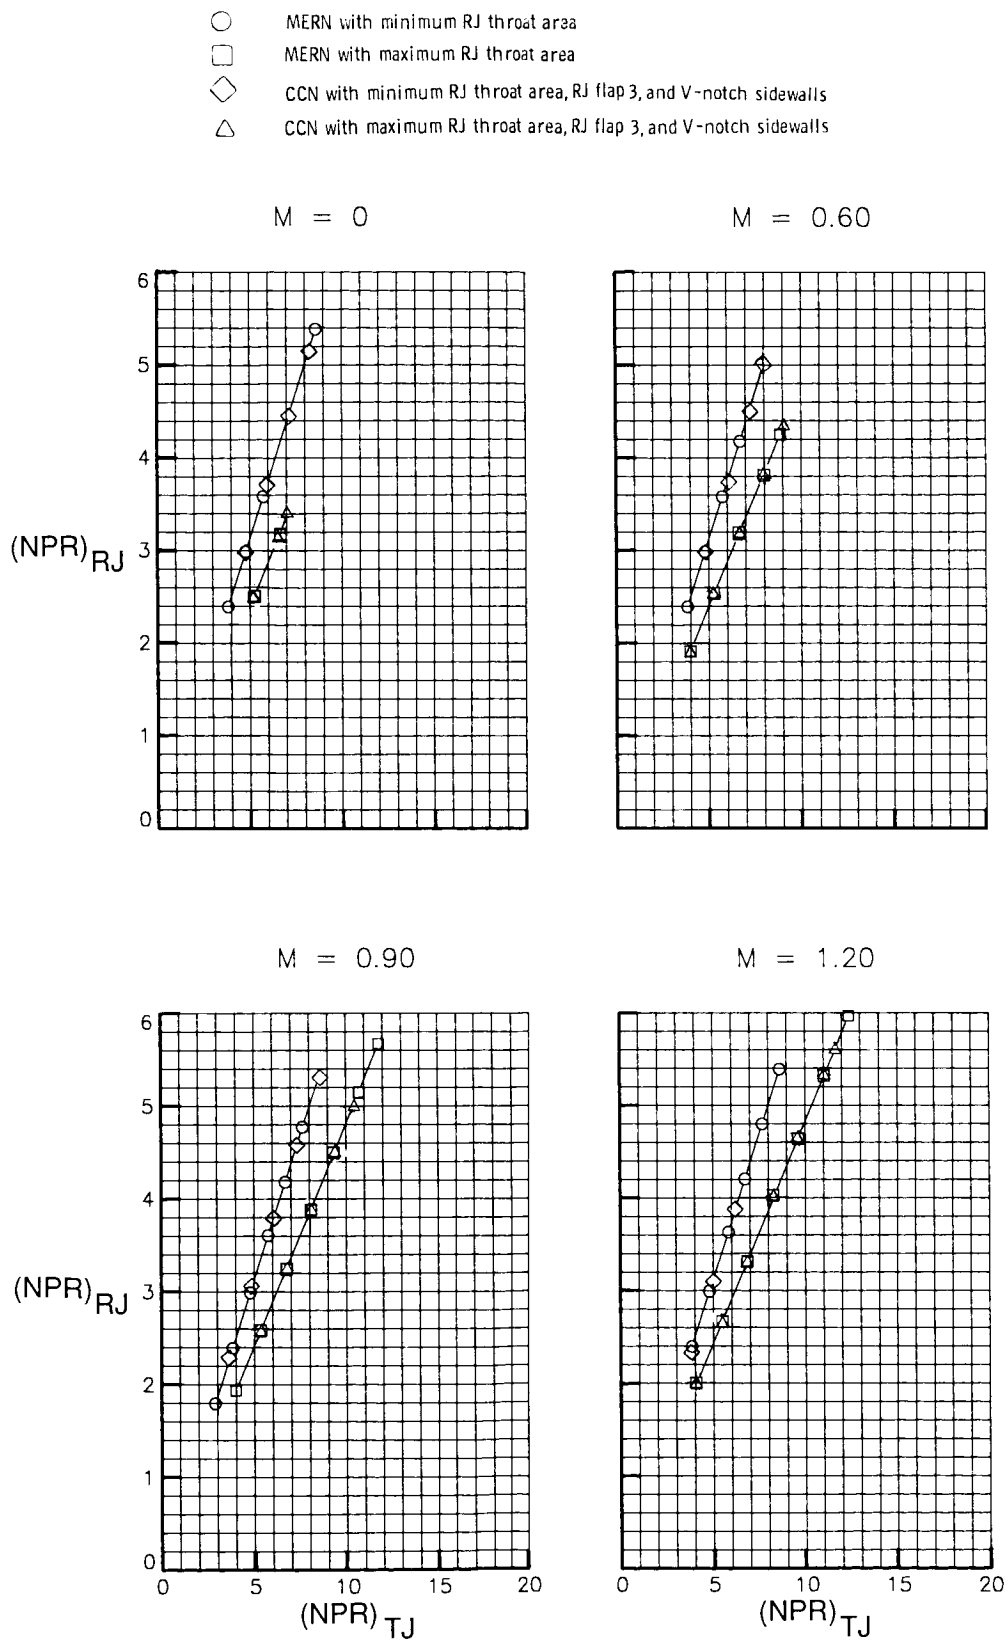 MERN with minimum RJ throat area
MERN with maximum RJ throat area
CCN with minimum RJ throat area, RJ flap 3, and V-notch sidewalls
CCN with maximum RJ throat area, RJ flap 3, and V-notch sidewalls
M = 0
M = 0.60
6
5
4
3
2
1
0
(NPR)RJ
M = 0.90
M = 1.20
6
5
4
3
2
1
0
(NPR)RJ
0 5 10 15 20
0 5 10 15 20
(NPR)TJ
(NPR)TJ